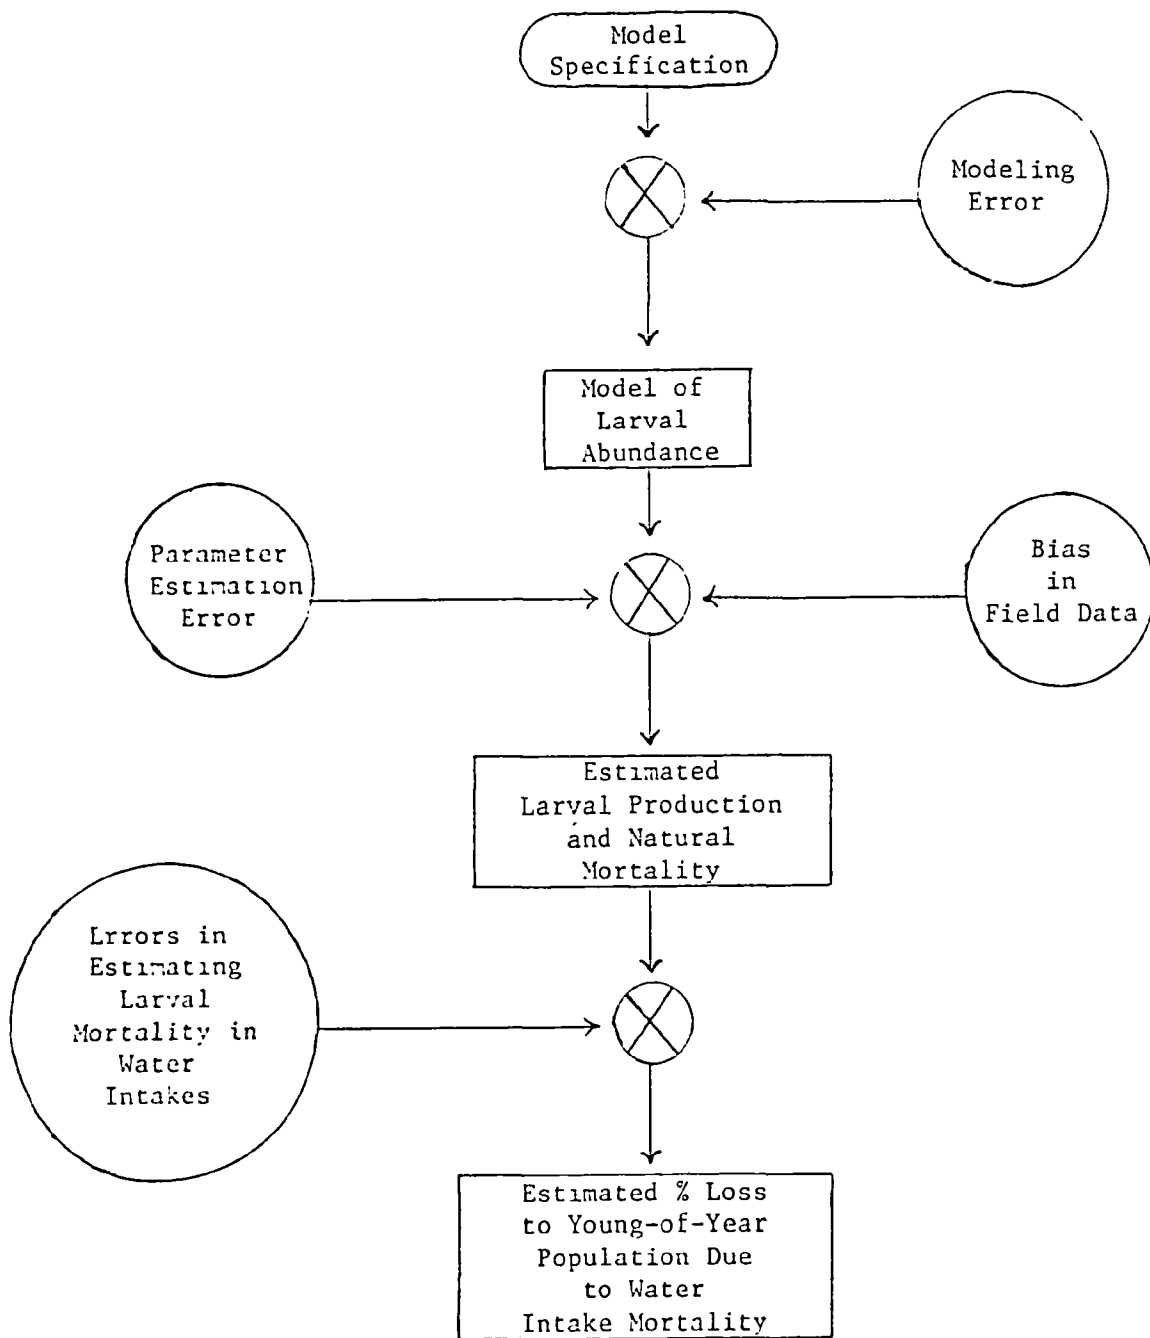 Model
Specification
Modeling
Error
Model of
Larval
Abundance
Parameter
Estimation
Error
Bias
in
Field Data
Estimated
Larval Production
and Natural
Mortality
Errors in
Estimating
Larval
Mortality in
Water
Intakes
Estimated % Loss
to Young-of-Year
Population Due
to Water
Intake Mortality